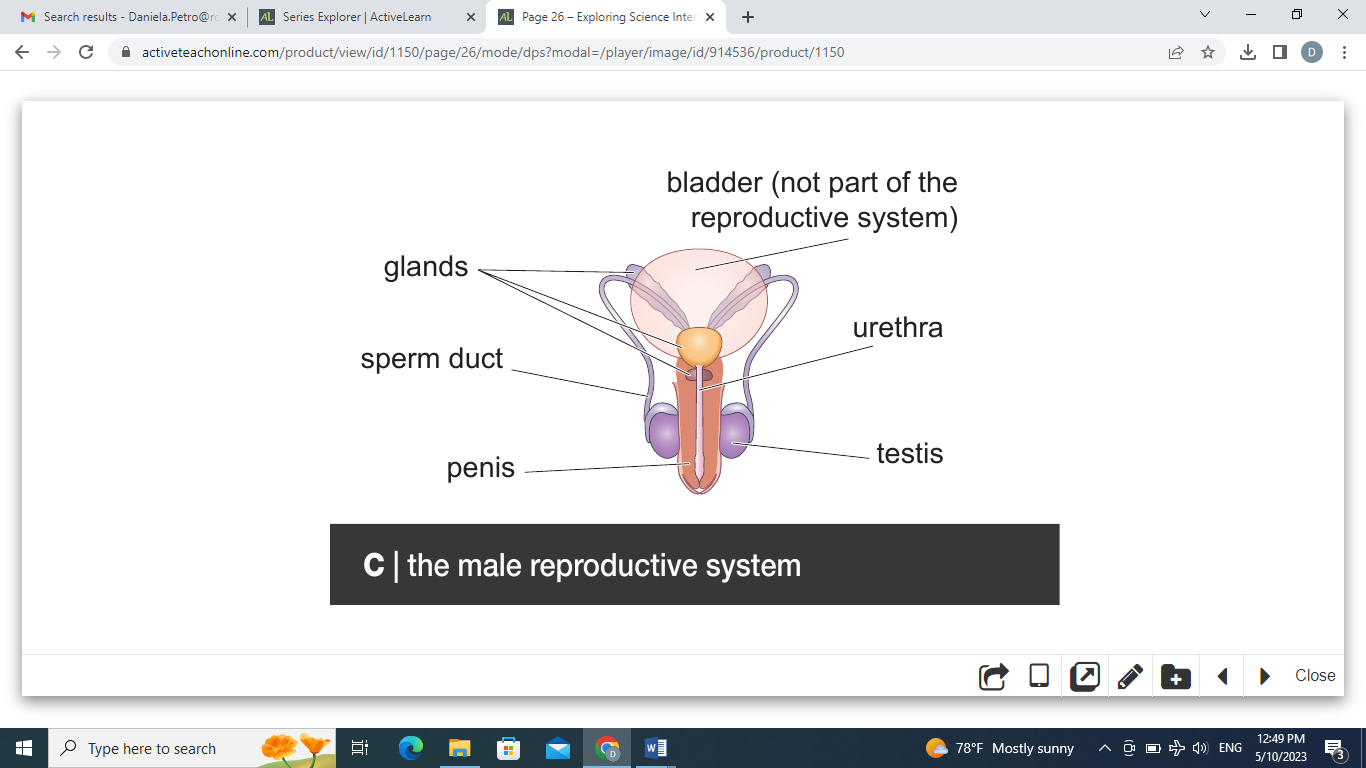 Search results - Daniela.Petro@r
Series Explorer | ActiveLearn
Page 26 – Exploring Science Inter
activeteachonline.com/product/view/id/1150/page/26/mode/dps?modal=/player/image/id/914536/product/1150
D
bladder (not part of the
reproductive system)
glands
urethra
sperm duct
testis
penis
C | the male reproductive system
Close
Type here to search
D
W
78°F Mostly sunny
ENG
12:49 PM
5/10/2023
3